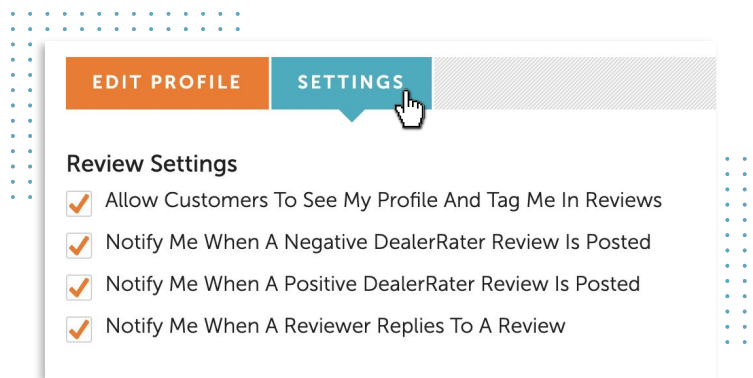 EDIT PROFILE
SETTINGS
Review Settings
Allow Customers To See My Profile And Tag Me In Reviews
Notify Me When A Negative DealerRater Review Is Posted
Notify Me When A Positive DealerRater Review Is Posted
Notify Me When A Reviewer Replies To A Review